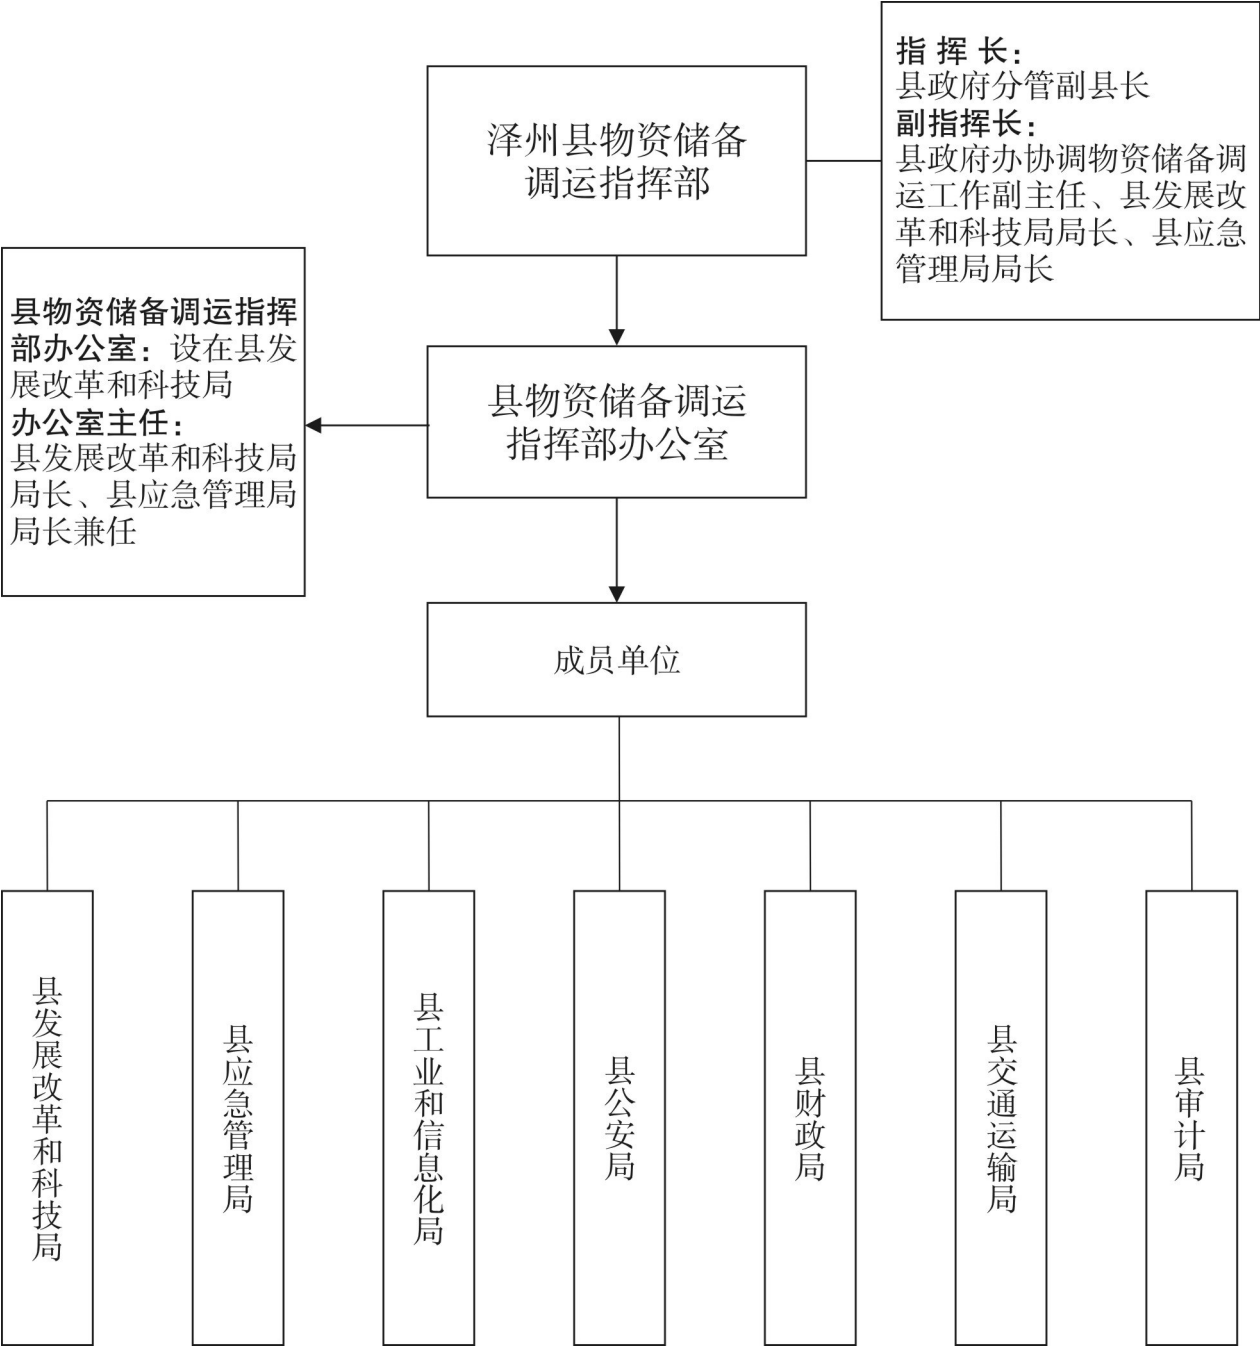 泽州县物资储备
调运指挥部
指 挥 长：
县政府分管副县长
副指挥长：
县政府办协调物资储备调
运工作副主任、县发展改
革和科技局局长、县应急
管理局局长
县物资储备调运指挥
部办公室：设在县发
展改革和科技局
办公室主任：
县发展改革和科技局
局长、县应急管理局
局长兼任
县物资储备调运
指挥部办公室
成员单位
县发展改革和科技局
县应急管理局
县工业和信息化局
县公安局
县财政局
县交通运输局
县审计局